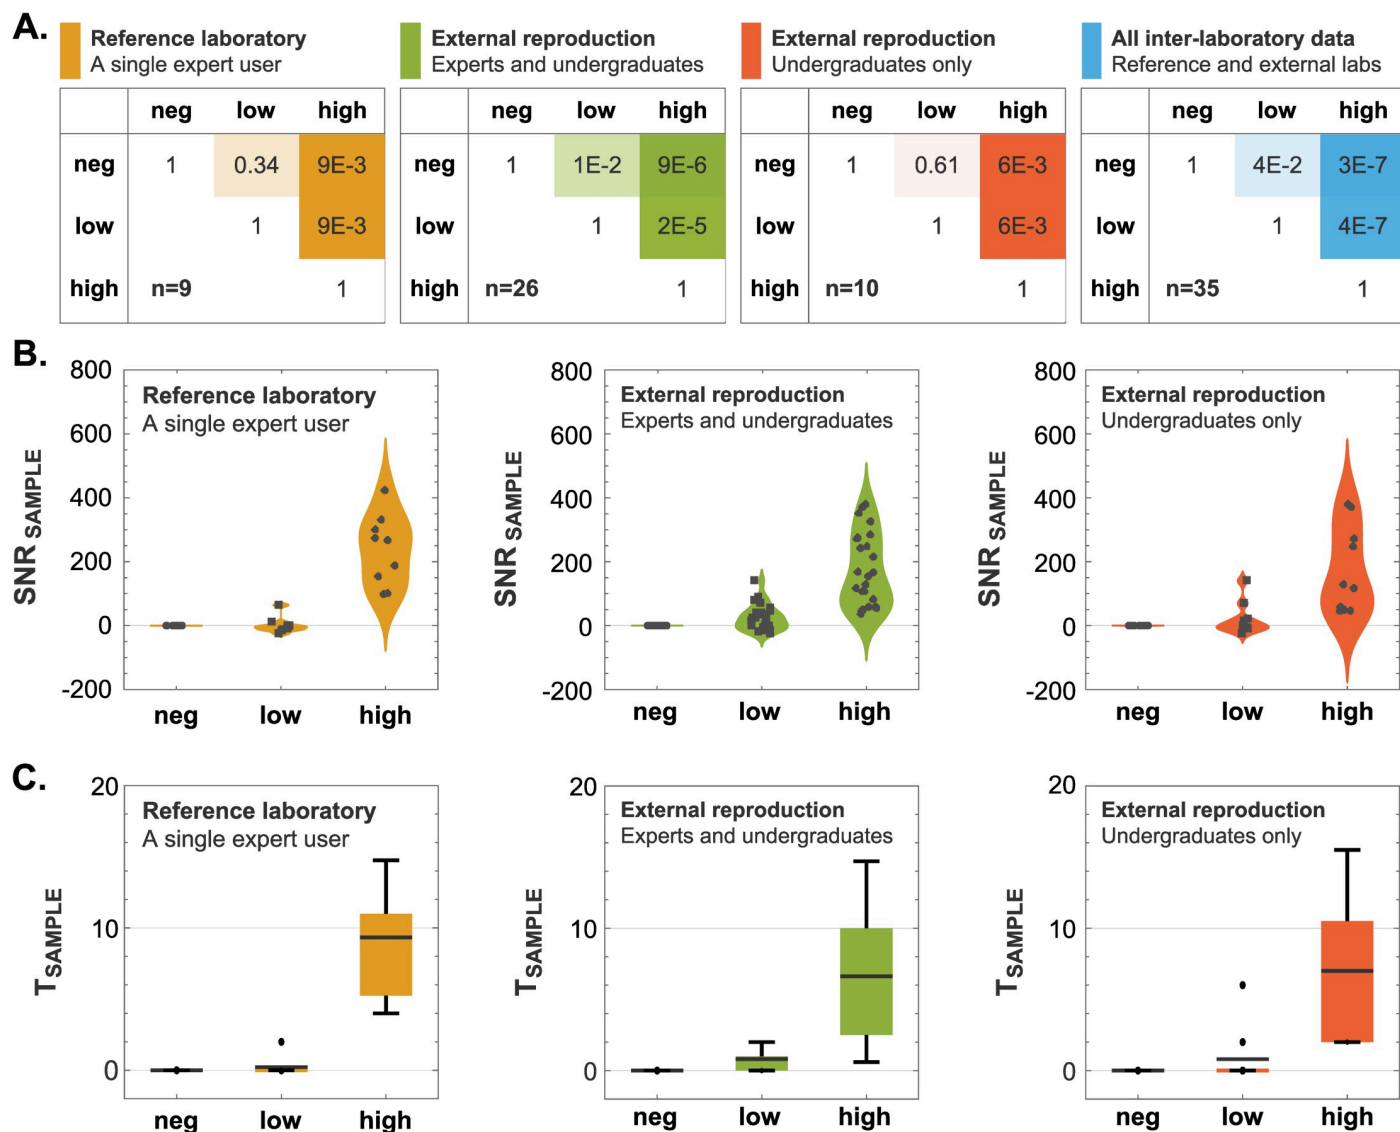 A.
Reference laboratory
A single expert user
External reproduction
Experts and undergraduates
External reproduction
Undergraduates only
All inter-laboratory data
Reference and external labs
neg low high
neg 1 0.34 9E-3
low 1 9E-3
high n=9 1
neg low high
neg 1 1E-2 9E-6
low 1 2E-5
high n=26 1
neg low high
neg 1 0.61 6E-3
low 1 6E-3
high n=10 1
neg low high
neg 1 4E-2 3E-7
low 1 4E-7
high n=35 1
B.
SNR SAMPLE
800
600
400
200
0
-200
Reference laboratory
A single expert user
neg low high
SNR SAMPLE
800
600
400
200
0
-200
External reproduction
Experts and undergraduates
neg low high
SNR SAMPLE
800
600
400
200
0
-200
External reproduction
Undergraduates only
neg low high
C.
T SAMPLE
20
10
0
Reference laboratory
A single expert user
neg low high
T SAMPLE
20
10
0
External reproduction
Experts and undergraduates
neg low high
T SAMPLE
20
10
0
External reproduction
Undergraduates only
neg low high